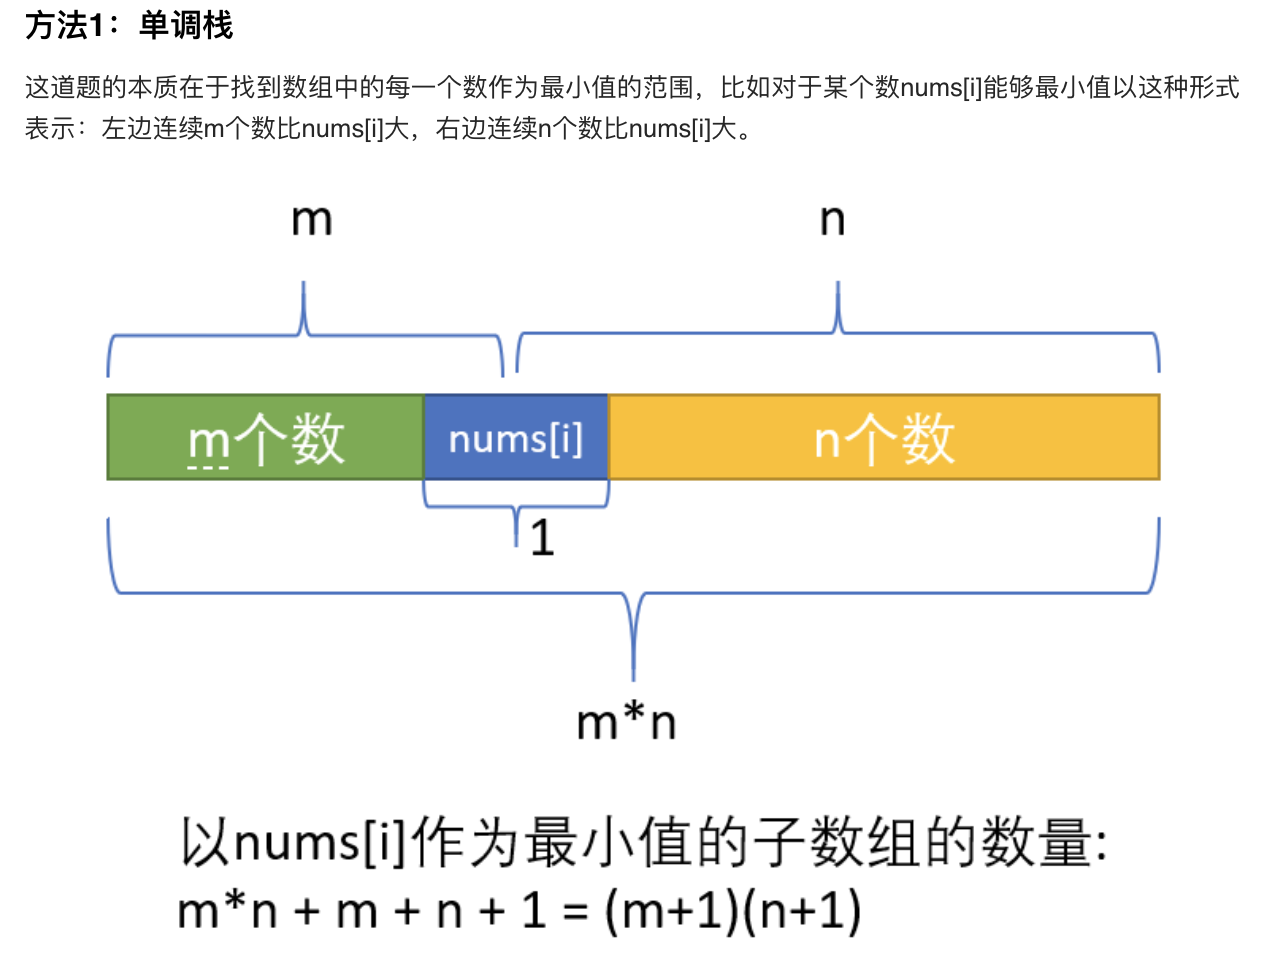 方法1：单调栈
这道题的本质在于找到数组中的每一个数作为最小值的范围，比如对于某个数nums[i]能够最小值以这种形式
表示：左边连续m个数比nums[i]大，右边连续n个数比nums[i]大。
m
n
m个数
nums[i]
n个数
1
m*n
以nums[i]作为最小值的子数组的数量:
m*n + m + n + 1 = (m+1)(n+1)